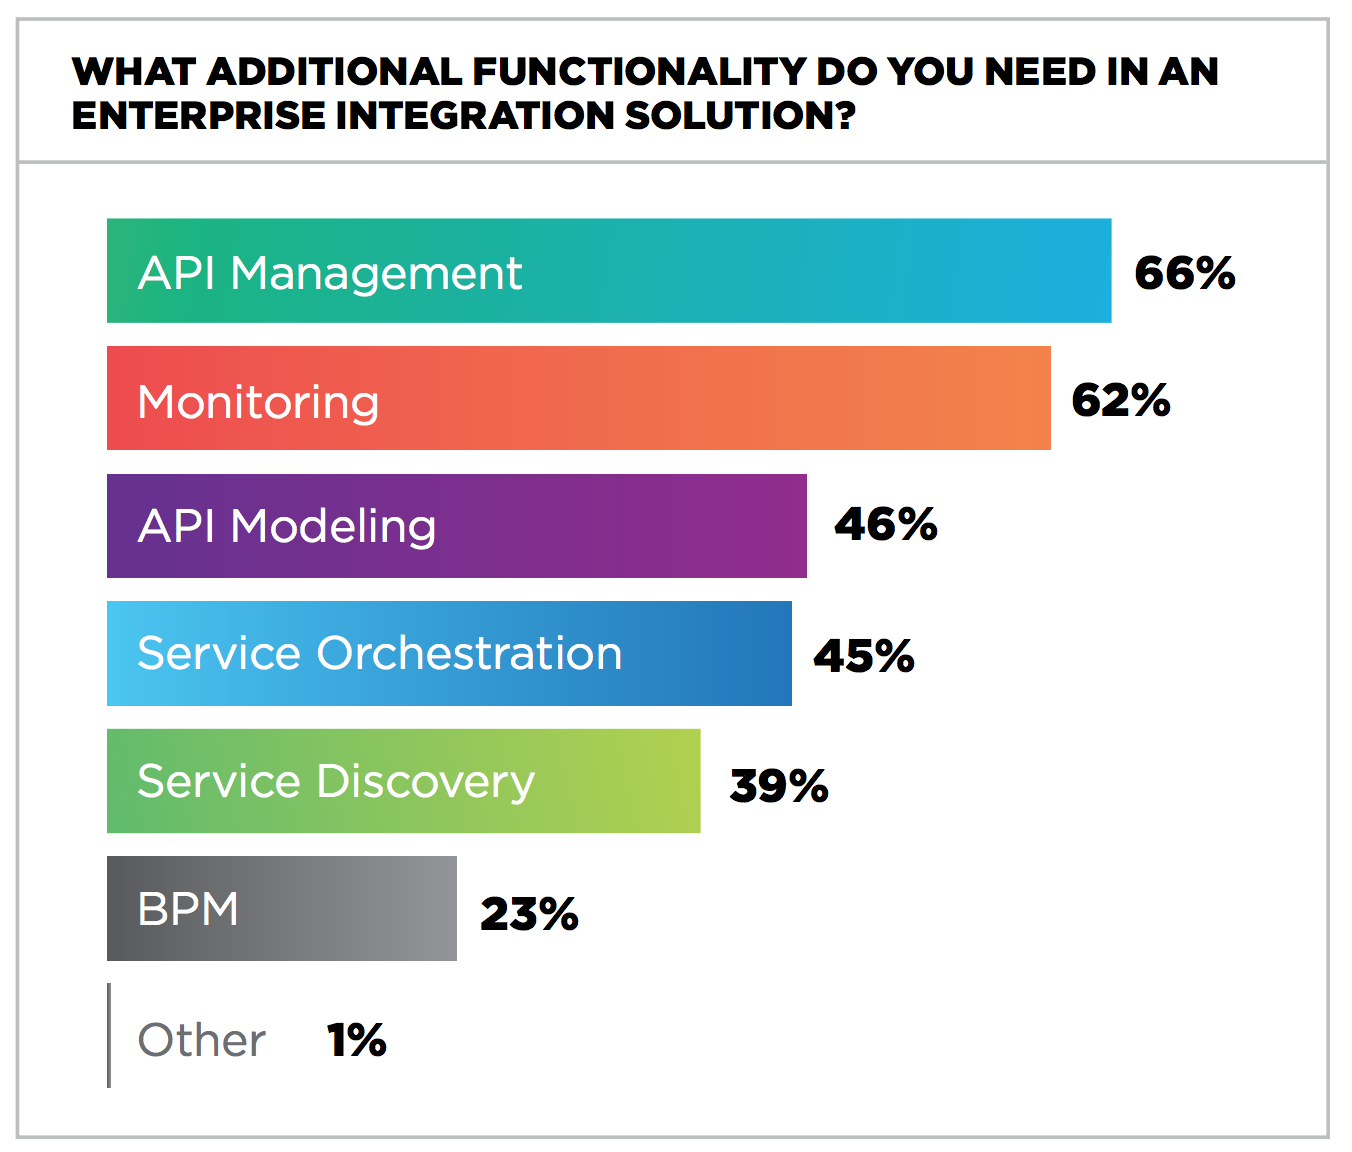 WHAT ADDITIONAL FUNCTIONALITY DO YOU NEED IN AN
ENTERPRISE INTEGRATION SOLUTION?
API Management 66%
Monitoring 62%
API Modeling 46%
Service Orchestration 45%
Service Discovery 39%
BPM 23%
Other 1%